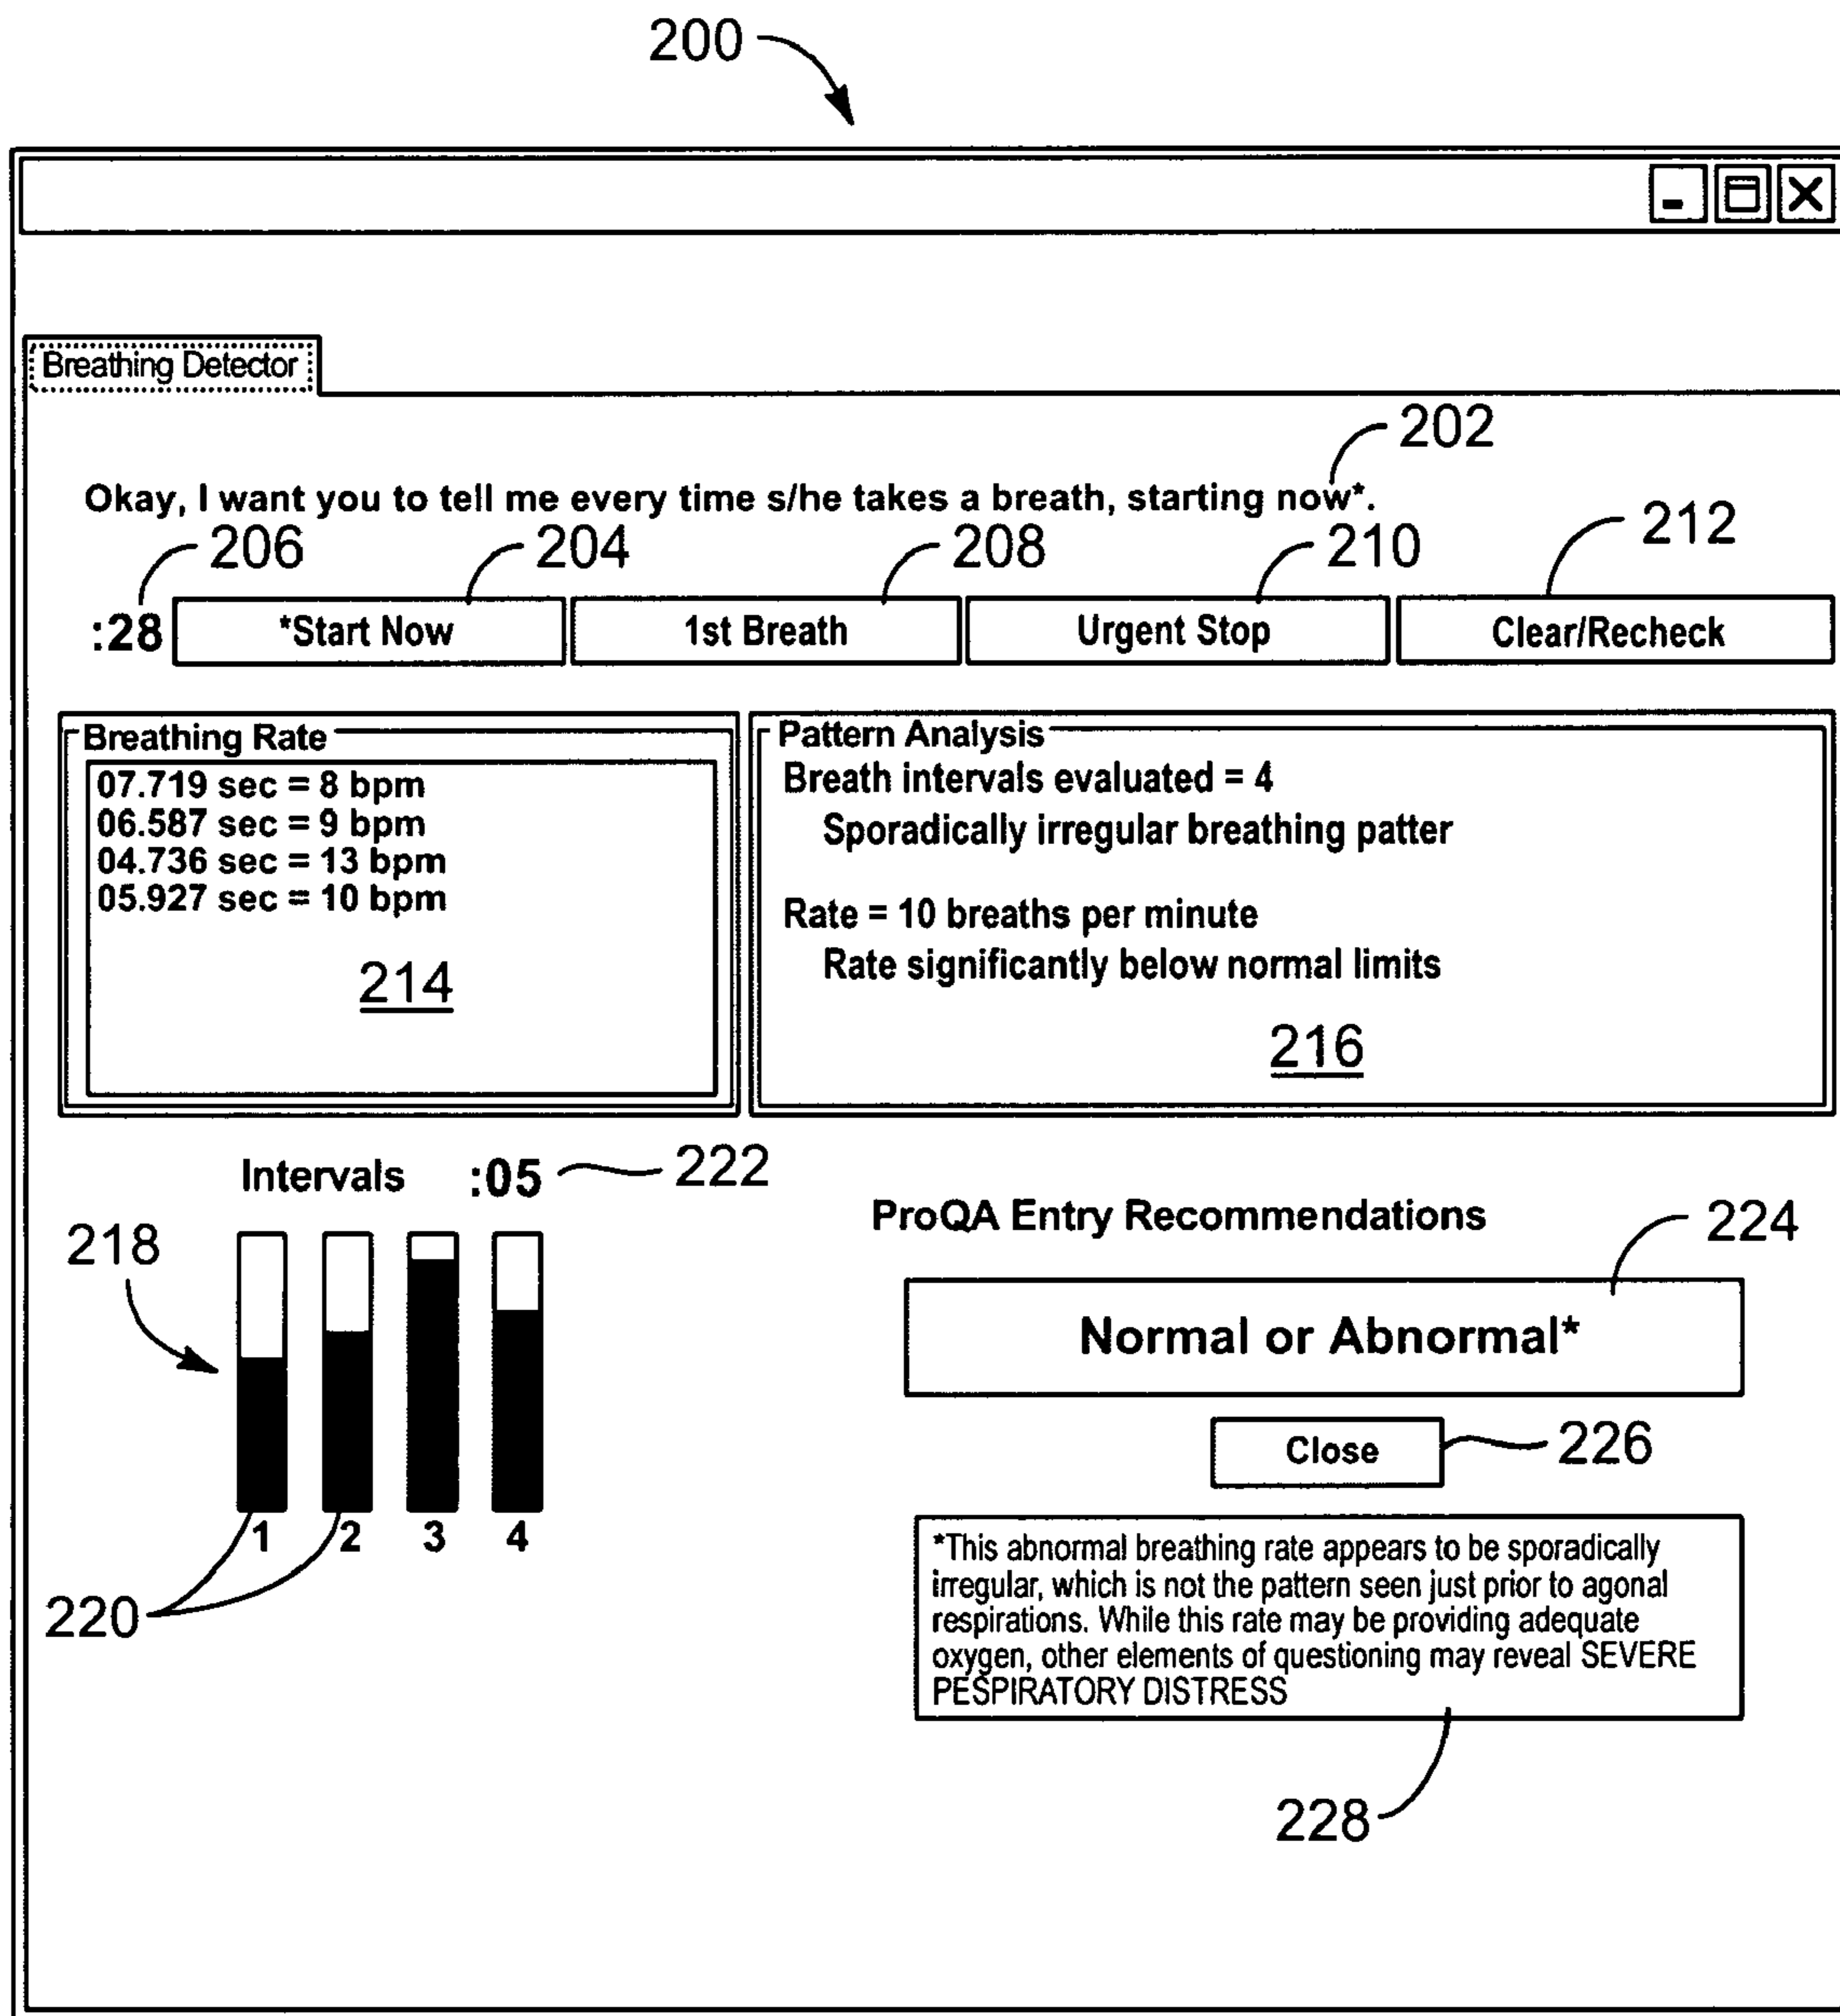 200
Breathing Detector
202
Okay, I want you to tell me every time s/he takes a breath, starting now*.
206 204 208 210 212
:28 *Start Now 1st Breath Urgent Stop Clear/Recheck
Breathing Rate
07.719 sec = 8 bpm
06.587 sec = 9 bpm
04.736 sec = 13 bpm
05.927 sec = 10 bpm
214
Pattern Analysis
Breath intervals evaluated = 4
Sporadically irregular breathing patter
Rate = 10 breaths per minute
Rate significantly below normal limits
216
Intervals :05 222
218
1 2 3 4
220
ProQA Entry Recommendations
224
Normal or Abnormal*
Close 226
*This abnormal breathing rate appears to be sporadically
irregular, which is not the pattern seen just prior to agonal
respirations. While this rate may be providing adequate
oxygen, other elements of questioning may reveal SEVERE
PESPIRATORY DISTRESS
228